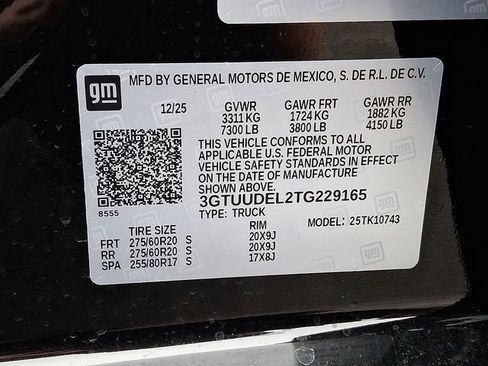 gm
MFD BY GENERAL MOTORS DE MEXICO, S. DE R.L. DE C.V.
12/25 GVWR GAWR FRT GAWR RR
3311 KG 1724 KG 1882 KG
7300 LB 3800 LB 4150 LB
THIS VEHICLE CONFORMS TO ALL
APPLICABLE U.S. FEDERAL MOTOR
VEHICLE SAFETY STANDARDS IN EFFECT
ON THE DATE OF MANUFACTURE
SHOWN ABOVE.
3GTUUDEL2TG229165
8555
TYPE: TRUCK MODEL: 25TK10743
TIRE SIZE RIM
FRT 275/60R20 S 20X9J
RR 275/60R20 S 20X9J
SPA 255/80R17 S 17X8J